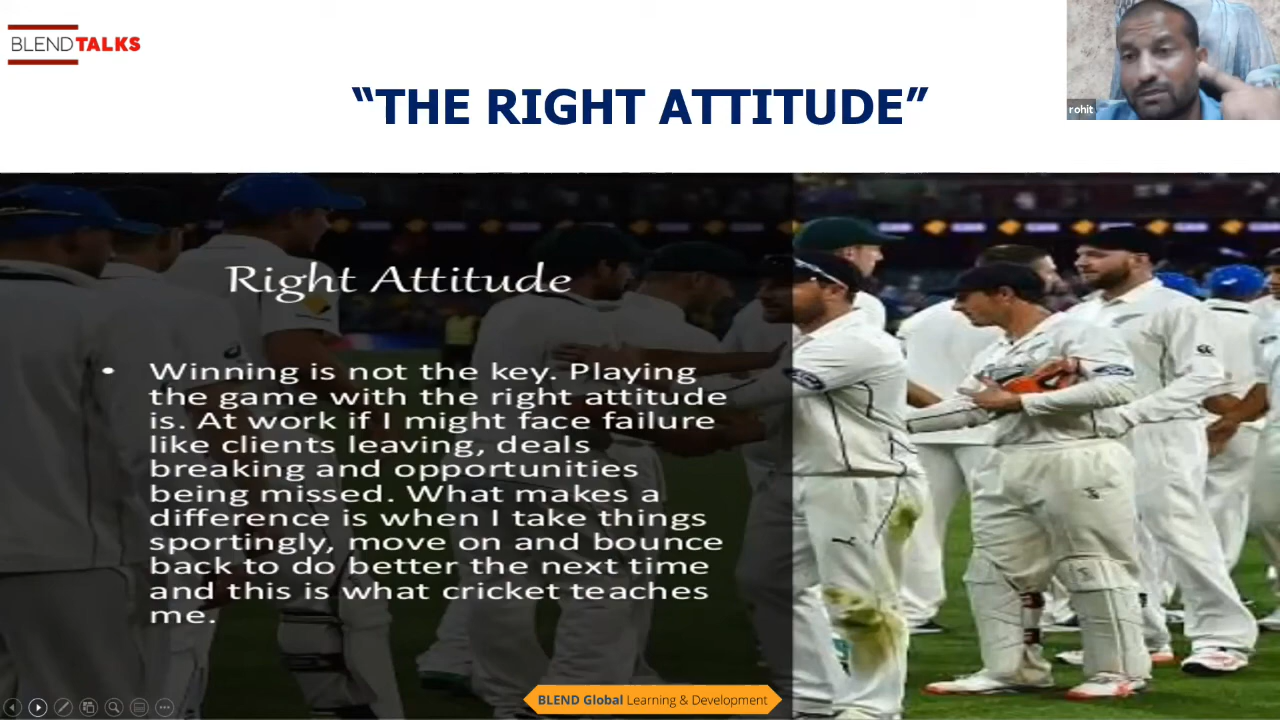 BLENDTALKS
rohit
“THE RIGHT ATTITUDE”
Right Attitude
• Winning is not the key. Playing
the game with the right attitude
is. At work if I might face failure
like clients leaving, deals
breaking and opportunities
being missed. What makes a
difference is when I take things
sportingly, move on and bounce
back to do better the next time
and this is what cricket teaches
me.
BLEND Global Learning & Development